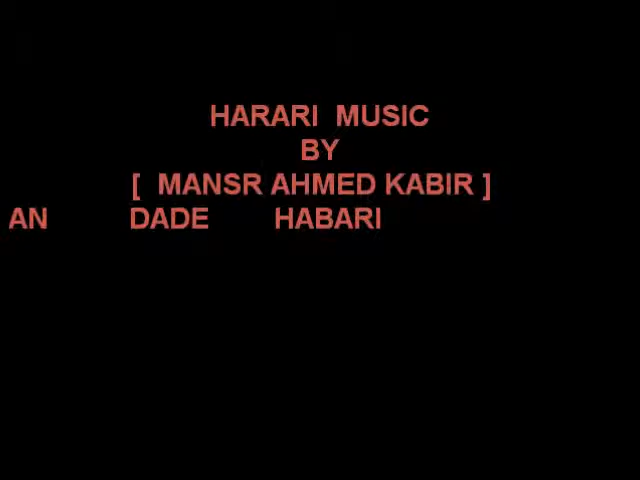 HARARI MUSIC
BY
[ MANSR AHMED KABIR ]
AN DADE HABARI